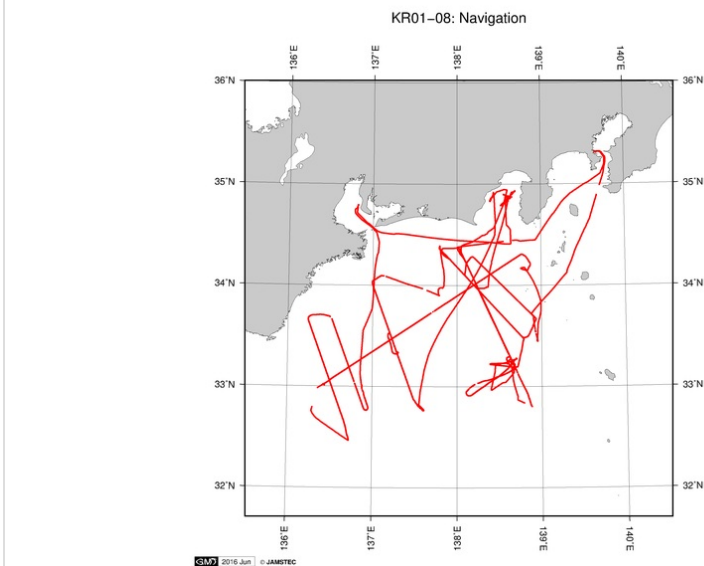 KR01−08: Navigation
136˚E 137˚E 138˚E 139˚E 140˚E
36˚N 36˚N
35˚N 35˚N
34˚N 34˚N
33˚N 33˚N
32˚N 32˚N
136˚E 137˚E 138˚E 139˚E 140˚E
GMT 2016 Jun © JAMSTEC